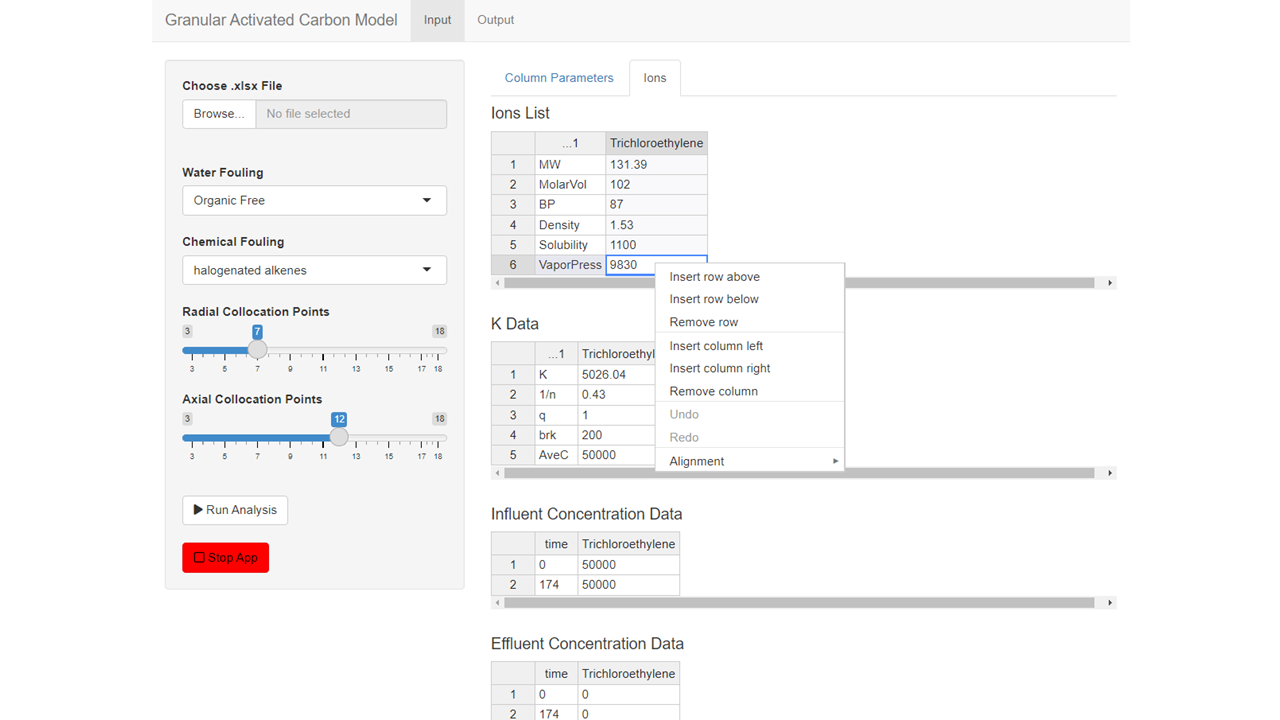 Granular Activated Carbon Model Input Output
Choose .xlsx File
Browse... No file selected
Water Fouling
Organic Free
Chemical Fouling
halogenated alkenes
Radial Collocation Points
3 7 18
3 5 7 9 11 13 15 17 18
Axial Collocation Points
3 12 18
3 5 7 9 11 13 15 17 18
Run Analysis
Stop App
Column Parameters Ions
Ions List
...1 Trichloroethylene
1 MW 131.39
2 MolarVol 102
3 BP 87
4 Density 1.53
5 Solubility 1100
6 VaporPress 9830
Insert row above
Insert row below
Remove row
Insert column left
Insert column right
Remove column
Undo
Redo
Alignment
K Data
...1 Trichloroethyl
1 K 5026.04
2 1/n 0.43
3 q 1
4 brk 200
5 AveC 50000
Influent Concentration Data
time Trichloroethylene
1 0 50000
2 174 50000
Effluent Concentration Data
time Trichloroethylene
1 0 0
2 174 0